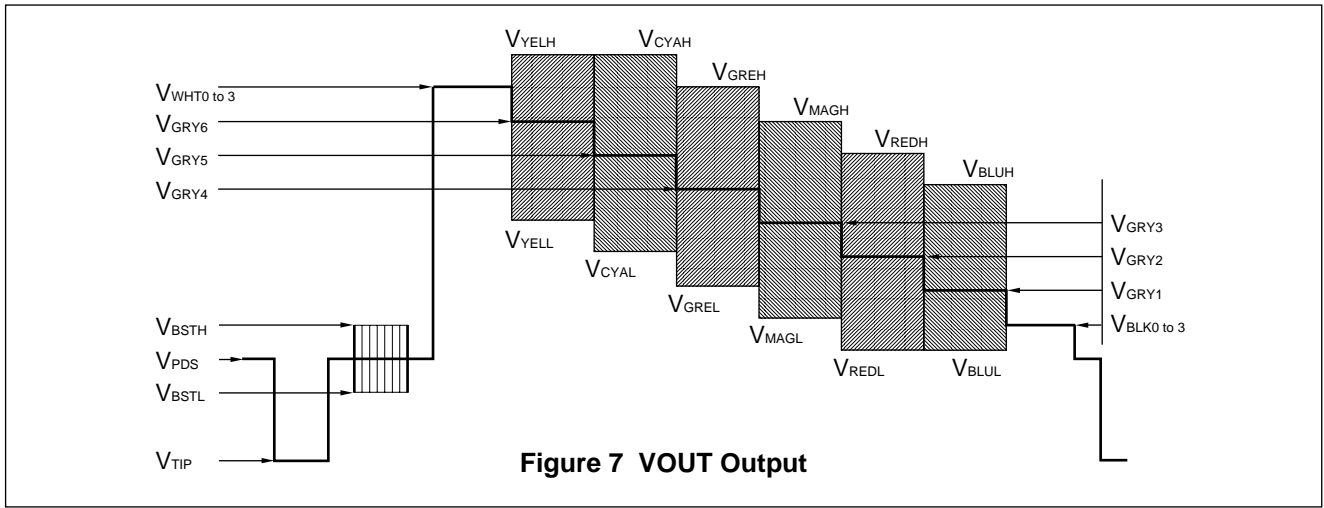 VYELH
VCYAH
VGREH
VWHT0 to 3
VMAGH
VGRY6
VREDH
VGRY5
VBLUH
VGRY4
VGRY3
VYELL
VGRY2
VCYAL
VGRY1
VGREL
VBSTH
VBLK0 to 3
VMAGL
VPDS
VREDL
VBLUL
VBSTL
VTIP
Figure 7 VOUT Output